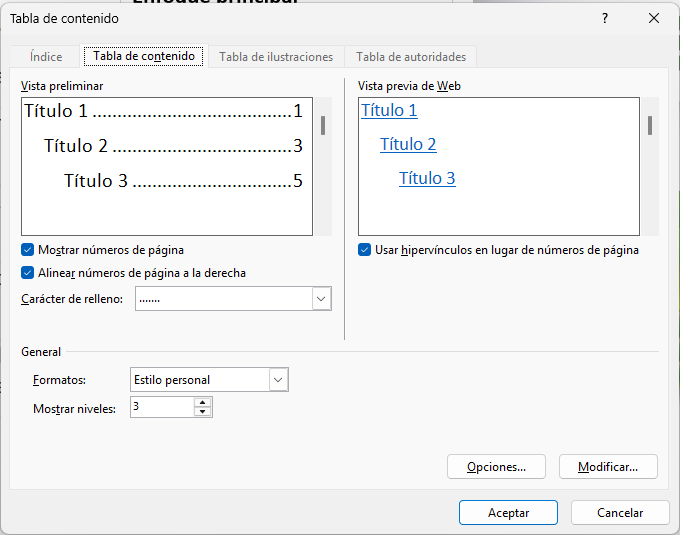 Tabla de contenido
?
Índice
Tabla de contenido
Tabla de ilustraciones
Tabla de autoridades
Vista preliminar
Título 1 ........................................ 1
Título 2 .................................... 3
Título 3 ................................ 5
Mostrar números de página
Alinear números de página a la derecha
Carácter de relleno: .......
Vista previa de Web
Título 1
Título 2
Título 3
Usar hipervínculos en lugar de números de página
General
Formatos: Estilo personal
Mostrar niveles: 3
Opciones...
Modificar...
Aceptar
Cancelar